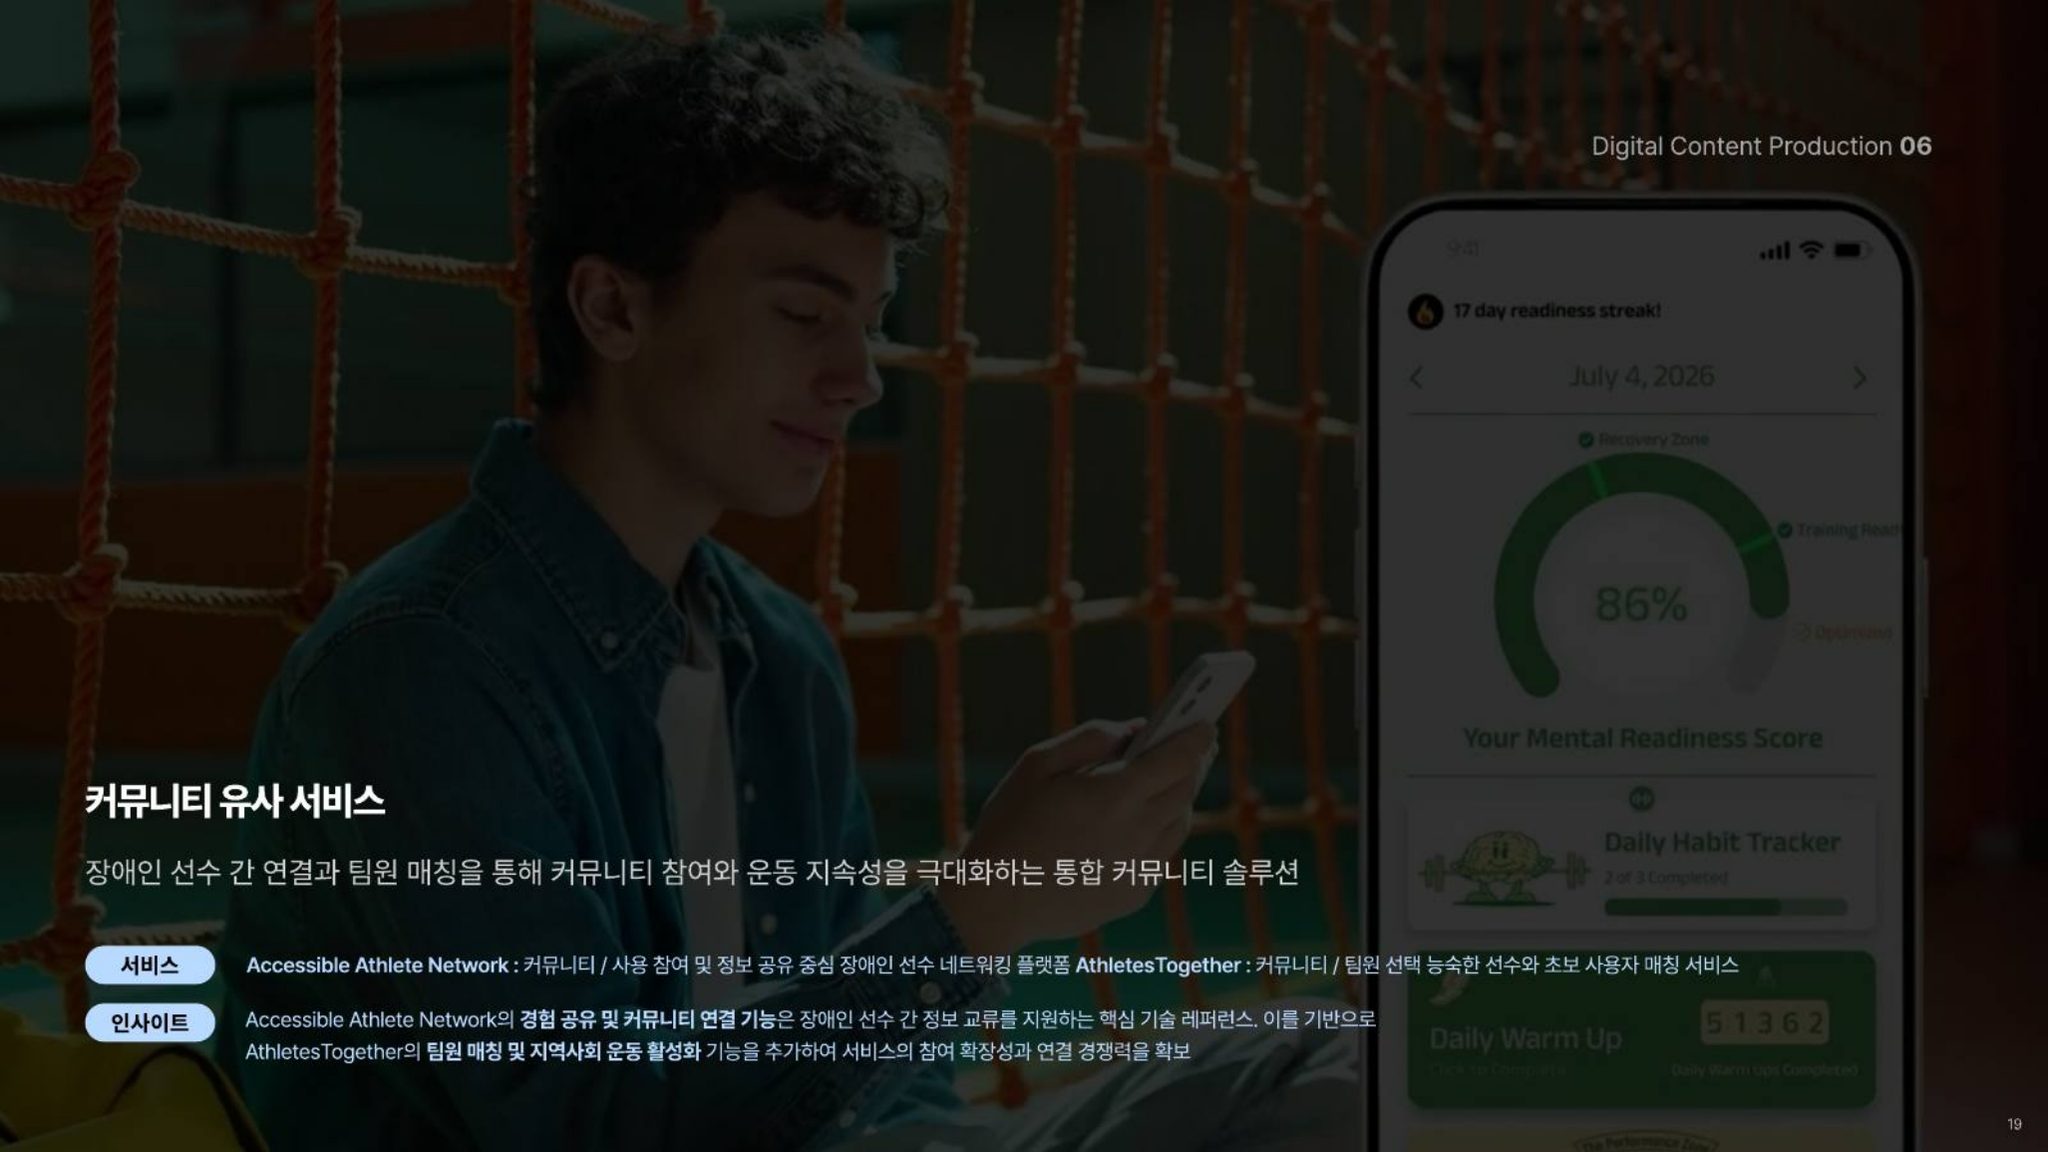 Digital Content Production 06
9:41
17 day readiness streak!
July 4, 2026
Recovery Zone
Training Read
86%
Optimized
Your Mental Readiness Score
Daily Habit Tracker
2 of 3 Completed
Daily Warm Up
51362
Click to Complete
Daily Warm Ups Completed
The Performance Zone
커뮤니티 유사 서비스
장애인 선수 간 연결과 팀원 매칭을 통해 커뮤니티 참여와 운동 지속성을 극대화하는 통합 커뮤니티 솔루션
서비스
Accessible Athlete Network : 커뮤니티 / 사용 참여 및 정보 공유 중심 장애인 선수 네트워킹 플랫폼 AthletesTogether : 커뮤니티 / 팀원 선택 능숙한 선수와 초보 사용자 매칭 서비스
인사이트
Accessible Athlete Network의 경험 공유 및 커뮤니티 연결 기능은 장애인 선수 간 정보 교류를 지원하는 핵심 기술 레퍼런스. 이를 기반으로
AthletesTogether의 팀원 매칭 및 지역사회 운동 활성화 기능을 추가하여 서비스의 참여 확장성과 연결 경쟁력을 확보
19